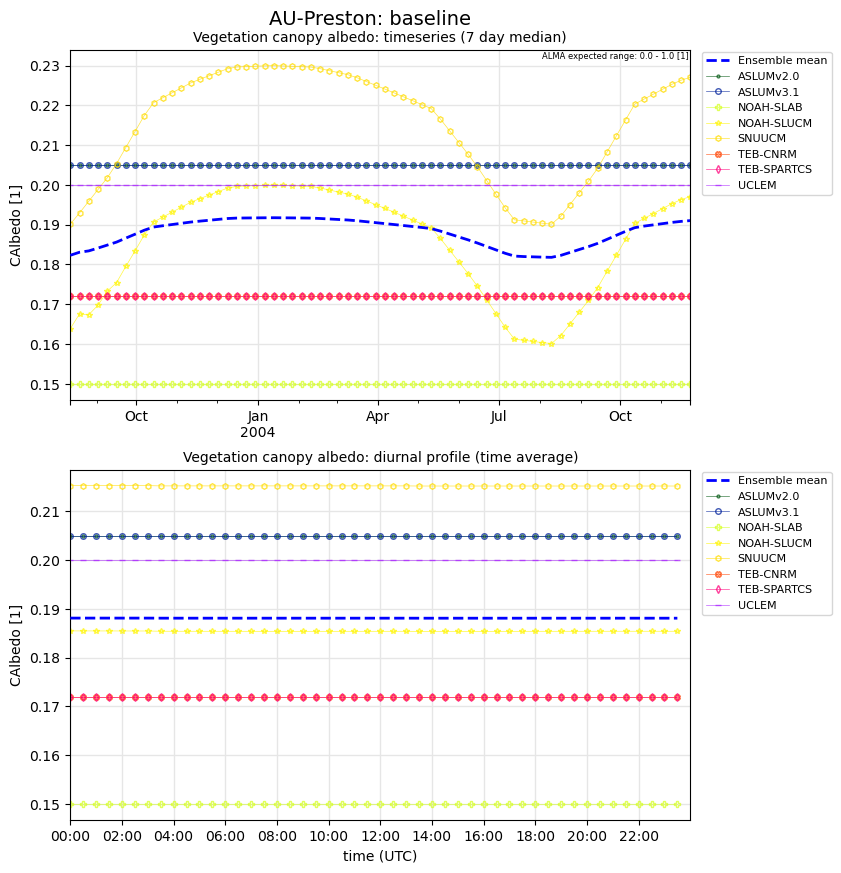 AU-Preston: baseline
Vegetation canopy albedo: timeseries (7 day median)
ALMA expected range: 0.0 - 1.0 [1]
0.23
0.22
0.21
0.20
0.19
0.18
0.17
0.16
0.15
CAlbedo [1]
Oct
Jan
2004
Apr
Jul
Oct
Ensemble mean
ASLUMv2.0
ASLUMv3.1
NOAH-SLAB
NOAH-SLUCM
SNUUCM
TEB-CNRM
TEB-SPARTCS
UCLEM
Vegetation canopy albedo: diurnal profile (time average)
0.21
0.20
0.19
0.18
0.17
0.16
0.15
CAlbedo [1]
00:00 02:00 04:00 06:00 08:00 10:00 12:00 14:00 16:00 18:00 20:00 22:00
time (UTC)
Ensemble mean
ASLUMv2.0
ASLUMv3.1
NOAH-SLAB
NOAH-SLUCM
SNUUCM
TEB-CNRM
TEB-SPARTCS
UCLEM